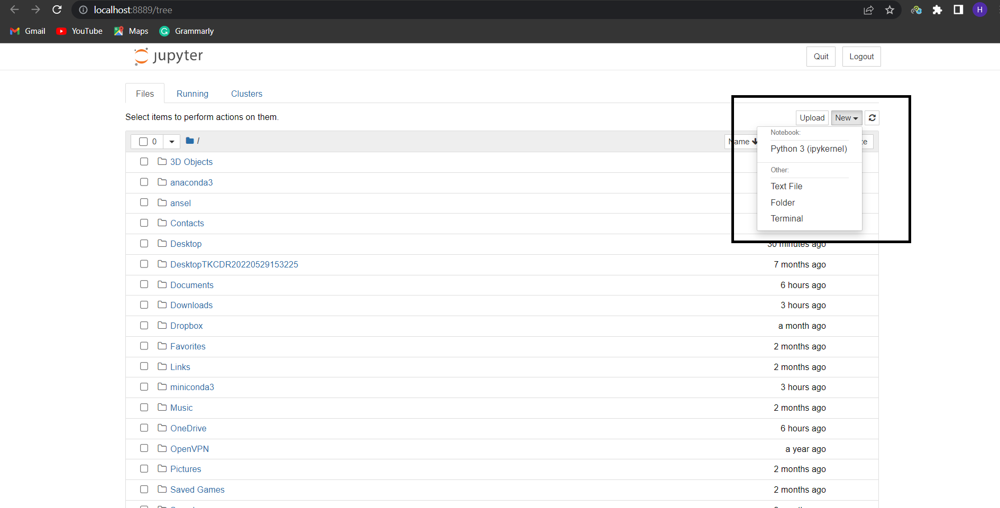 localhost:8889/tree
H
Gmail YouTube Maps Grammarly
jupyter
Quit Logout
Files Running Clusters
Select items to perform actions on them.
Upload New
0 / Name
Notebook:
Python 3 (ipykernel)
Other:
Text File
Folder
Terminal
3D Objects
anaconda3
ansel
Contacts
Desktop 30 minutes ago
DesktopTKCDR20220529153225 7 months ago
Documents 6 hours ago
Downloads 3 hours ago
Dropbox a month ago
Favorites 2 months ago
Links 2 months ago
miniconda3 3 hours ago
Music 2 months ago
OneDrive 6 hours ago
OpenVPN a year ago
Pictures 2 months ago
Saved Games 2 months ago